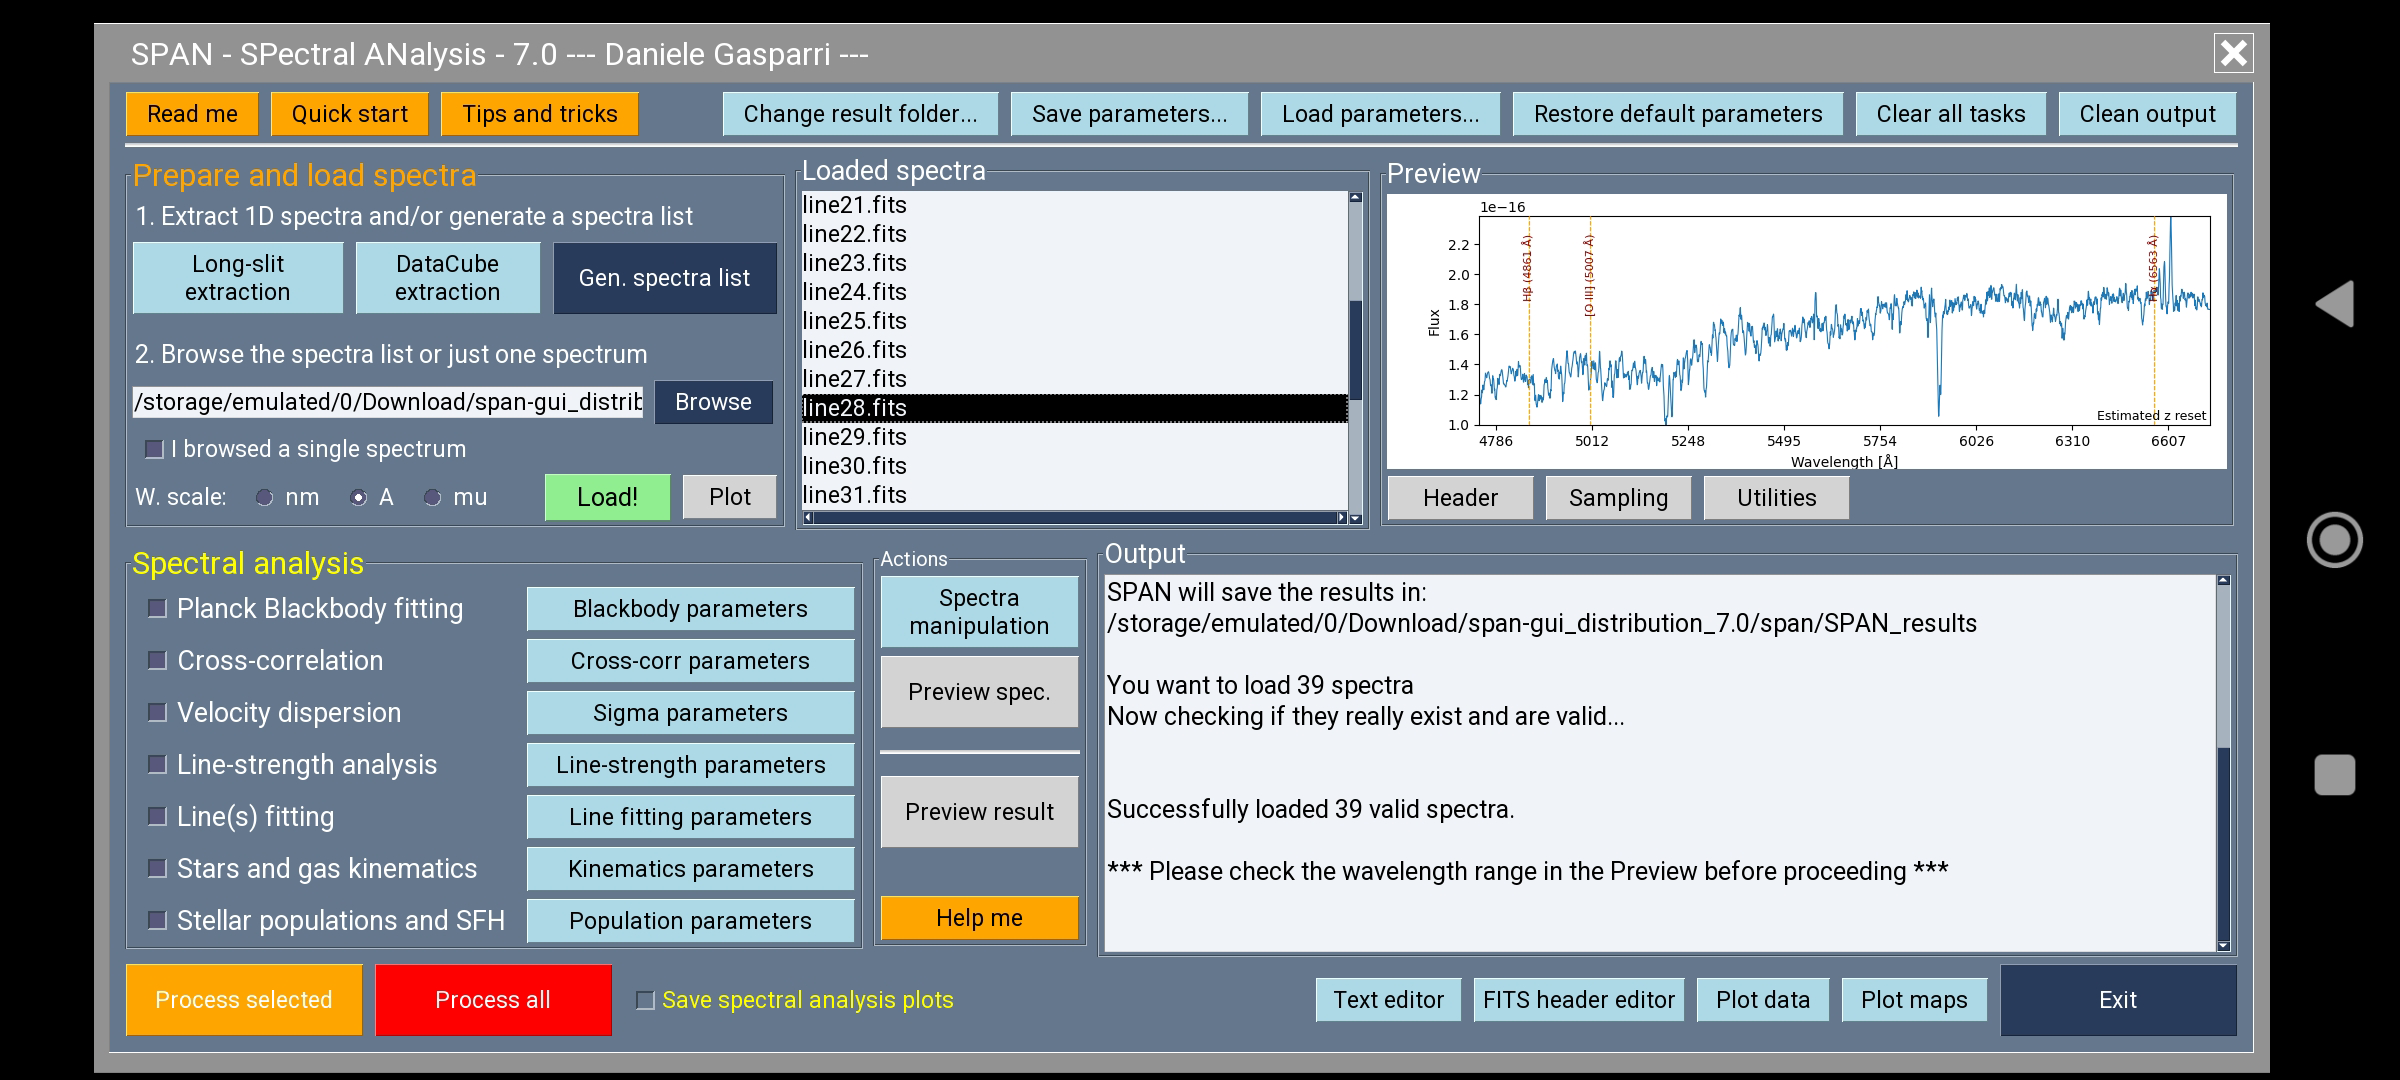 SPAN - SPectral ANalysis - 7.0 --- Daniele Gasparri ---
Read me
Quick start
Tips and tricks
Change result folder...
Save parameters...
Load parameters...
Restore default parameters
Clear all tasks
Clean output
Prepare and load spectra
1. Extract 1D spectra and/or generate a spectra list
Long-slit
extraction
DataCube
extraction
Gen. spectra list
2. Browse the spectra list or just one spectrum
/storage/emulated/0/Download/span-gui_distrib
Browse
I browsed a single spectrum
W. scale:
nm
A
mu
Load!
Plot
Loaded spectra
line21.fits
line22.fits
line23.fits
line24.fits
line25.fits
line26.fits
line27.fits
line28.fits
line29.fits
line30.fits
line31.fits
Preview
1e−16
2.2
2.0
1.8
1.6
1.4
1.2
1.0
Flux
Hβ (4861 Å)
[O III] (5007 Å)
Hα (6563 Å)
Estimated z reset
4786
5012
5248
5495
5754
6026
6310
6607
Wavelength [Å]
Header
Sampling
Utilities
Spectral analysis
Planck Blackbody fitting
Blackbody parameters
Cross-correlation
Cross-corr parameters
Velocity dispersion
Sigma parameters
Line-strength analysis
Line-strength parameters
Line(s) fitting
Line fitting parameters
Stars and gas kinematics
Kinematics parameters
Stellar populations and SFH
Population parameters
Actions
Spectra
manipulation
Preview spec.
Preview result
Help me
Output
SPAN will save the results in:
/storage/emulated/0/Download/span-gui_distribution_7.0/span/SPAN_results
You want to load 39 spectra
Now checking if they really exist and are valid...
Successfully loaded 39 valid spectra.
*** Please check the wavelength range in the Preview before proceeding ***
Process selected
Process all
Save spectral analysis plots
Text editor
FITS header editor
Plot data
Plot maps
Exit